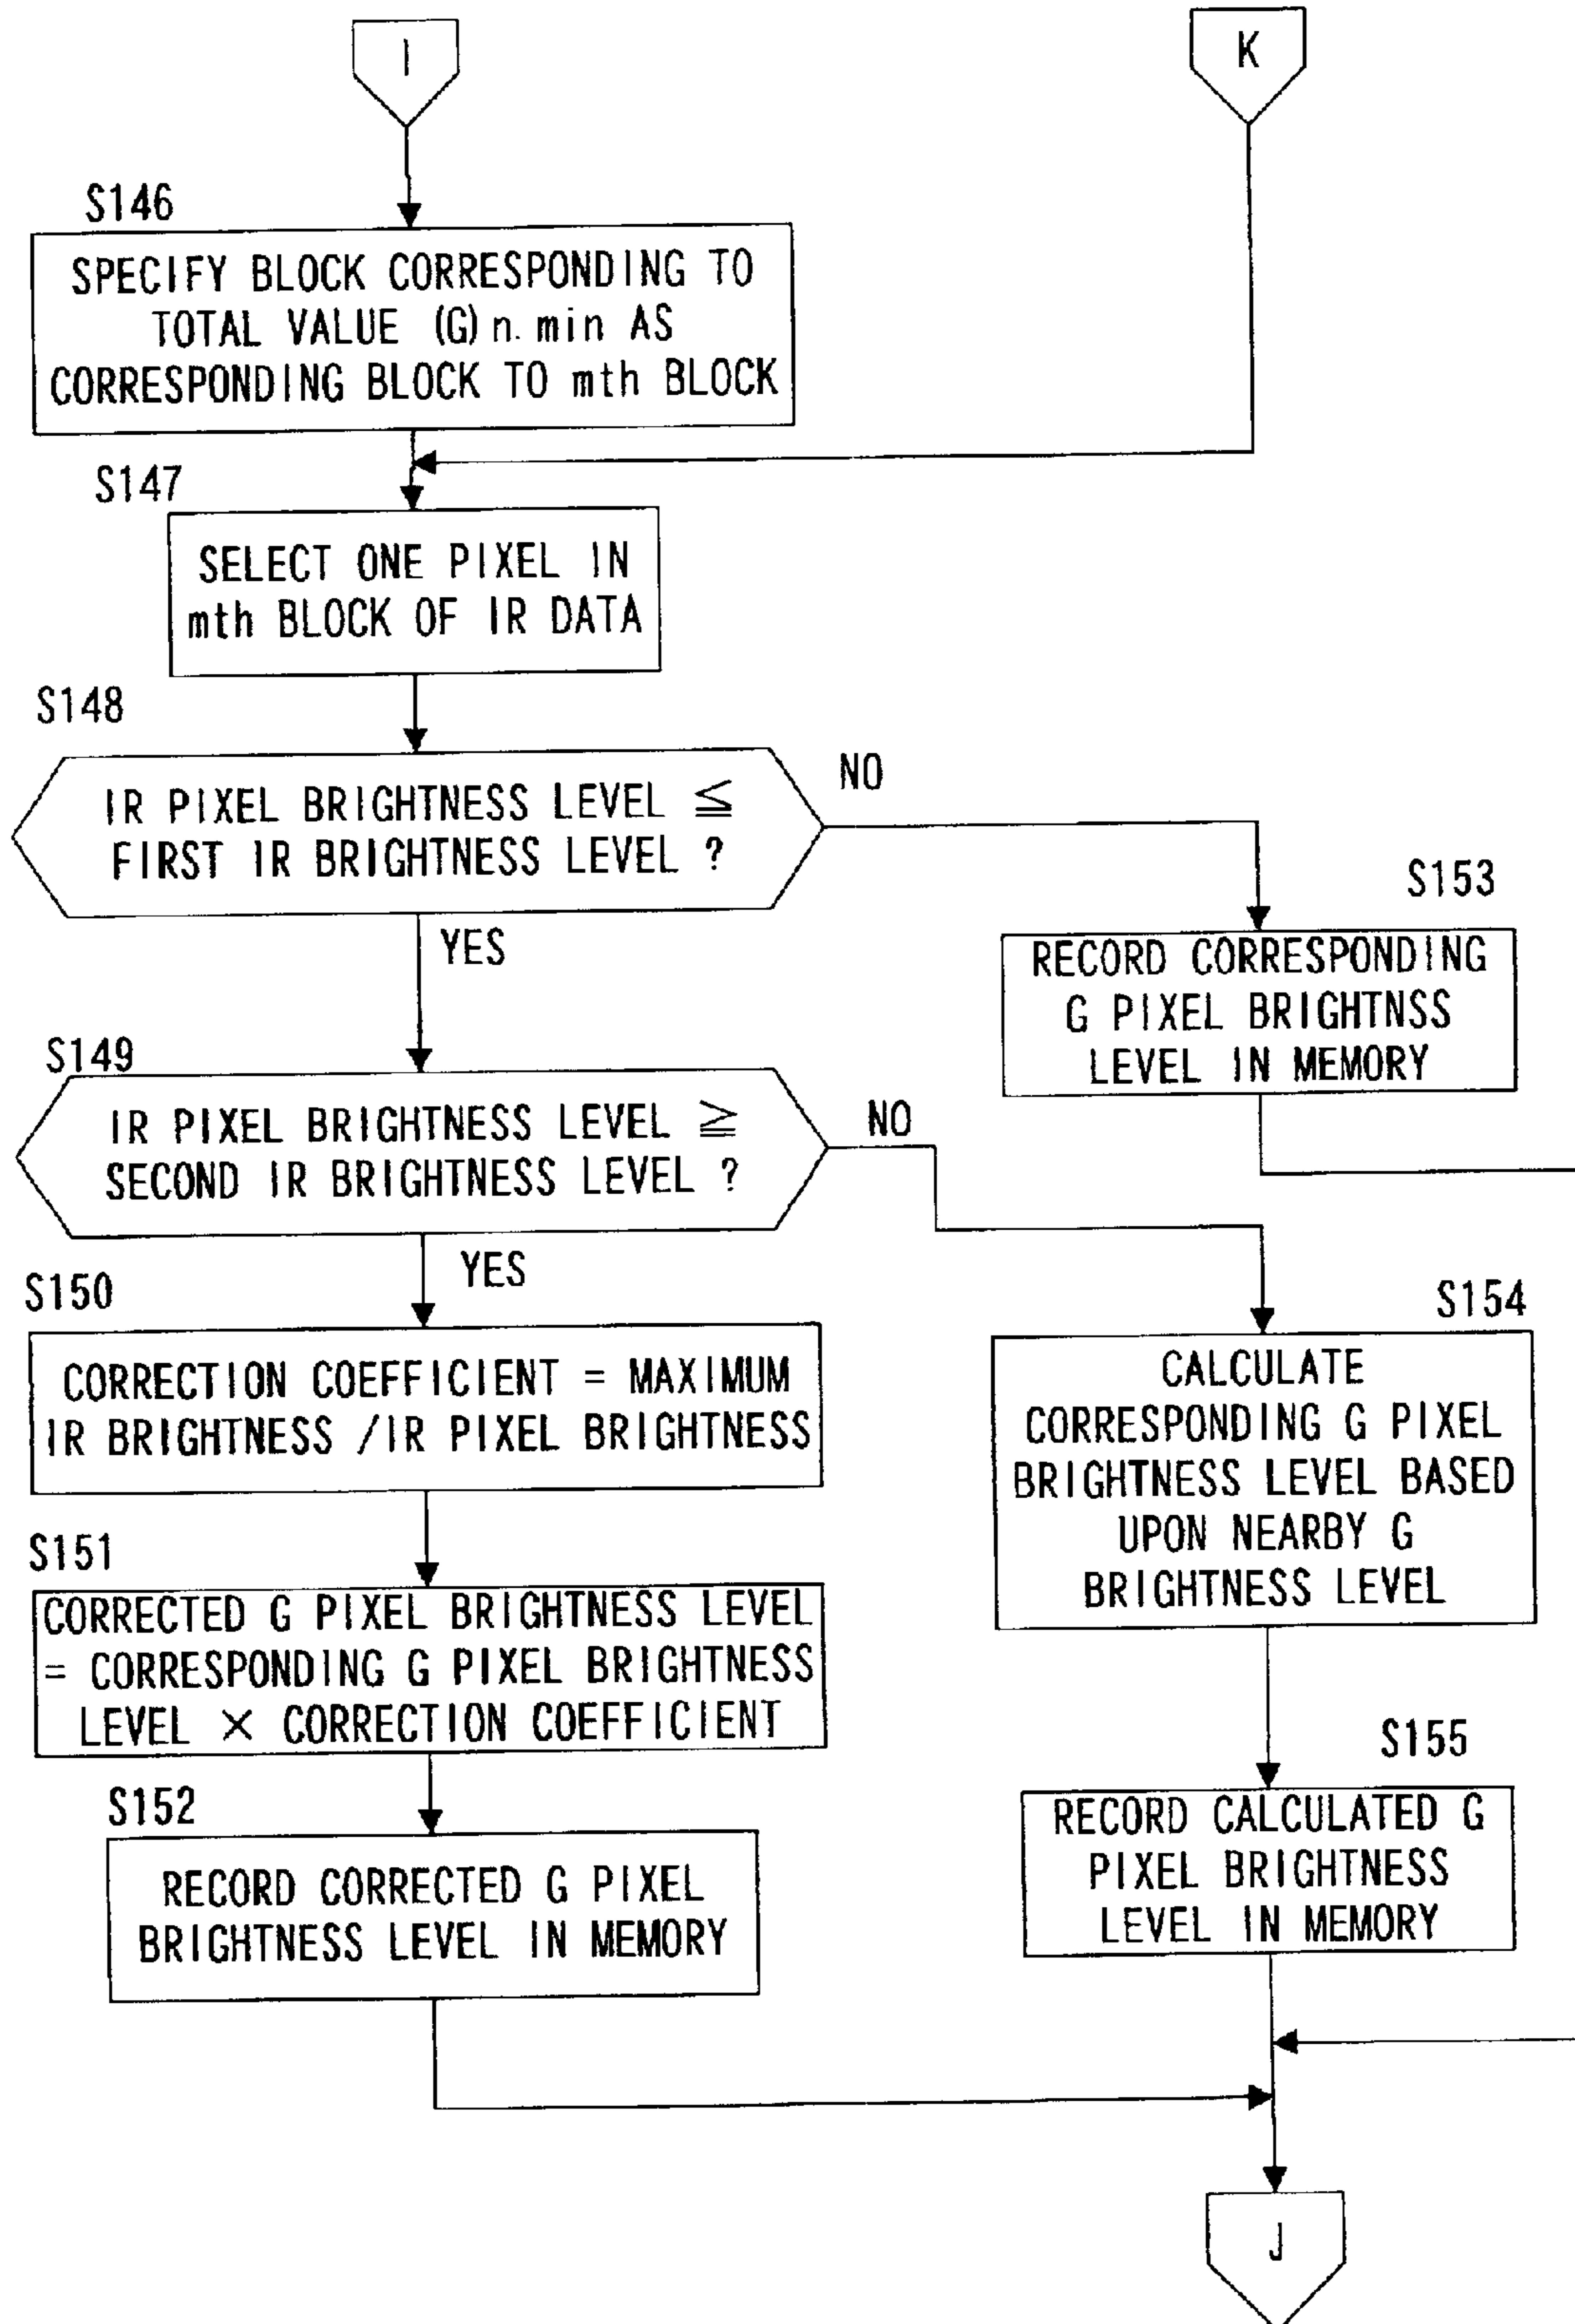 I
K
S146
SPECIFY BLOCK CORRESPONDING TO
TOTAL VALUE (G) n. min AS
CORRESPONDING BLOCK TO mth BLOCK
S147
SELECT ONE PIXEL IN
mth BLOCK OF IR DATA
S148
IR PIXEL BRIGHTNESS LEVEL ≦
FIRST IR BRIGHTNESS LEVEL ?
NO
YES
S153
RECORD CORRESPONDING
G PIXEL BRIGHTNSS
LEVEL IN MEMORY
S149
IR PIXEL BRIGHTNESS LEVEL ≧
SECOND IR BRIGHTNESS LEVEL ?
NO
YES
S150
CORRECTION COEFFICIENT = MAXIMUM
IR BRIGHTNESS /IR PIXEL BRIGHTNESS
S154
CALCULATE
CORRESPONDING G PIXEL
BRIGHTNESS LEVEL BASED
UPON NEARBY G
BRIGHTNESS LEVEL
S151
CORRECTED G PIXEL BRIGHTNESS LEVEL
= CORRESPONDING G PIXEL BRIGHTNESS
LEVEL × CORRECTION COEFFICIENT
S155
RECORD CALCULATED G
PIXEL BRIGHTNESS
LEVEL IN MEMORY
S152
RECORD CORRECTED G PIXEL
BRIGHTNESS LEVEL IN MEMORY
J